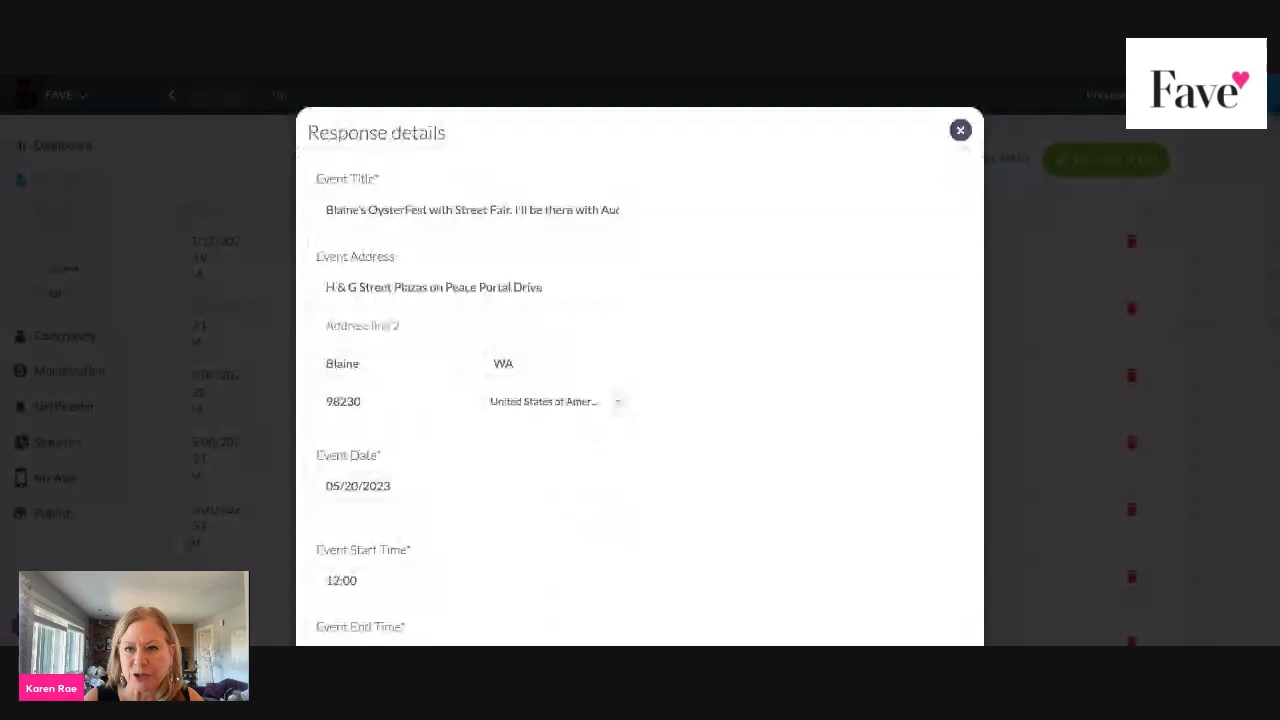 FAVE
Fave
Response details
Dashboard
Event Title*
Blaine's OysterFest with Street Fair. I'll be there with Auc
Event Address
H & G Street Plazas on Peace Portal Drive
Address line 2
Blaine
WA
98230
United States of Amer...
Event Date*
05/20/2023
Event Start Time*
12:00
Event End Time*
Community
Monetization
Notification
Statistics
My App
Publish
Karen Rae